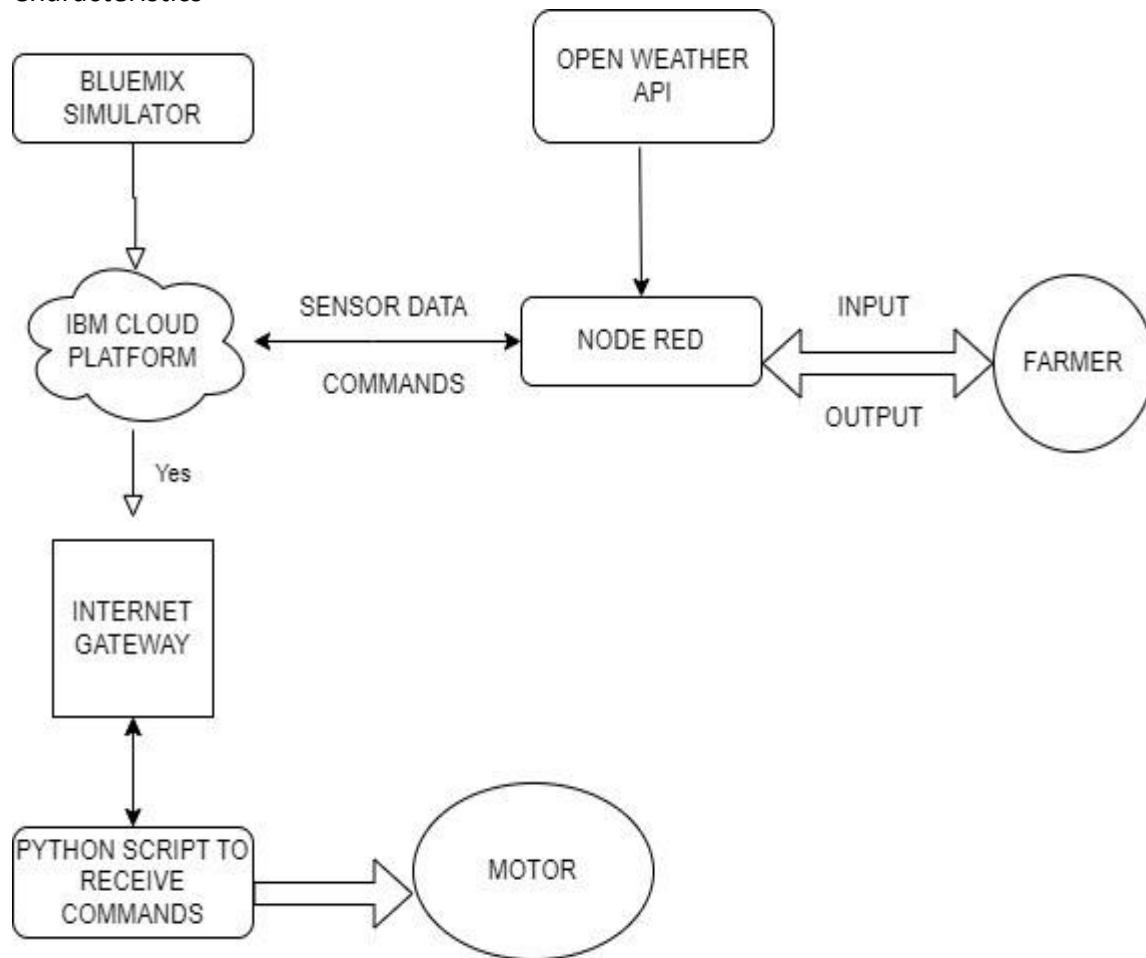 Characteristics
BLUEMIX
SIMULATOR
OPEN WEATHER
API
IBM CLOUD
PLATFORM
SENSOR DATA
COMMANDS
NODE RED
INPUT
OUTPUT
FARMER
Yes
INTERNET
GATEWAY
PYTHON SCRIPT TO
RECEIVE
COMMANDS
MOTOR